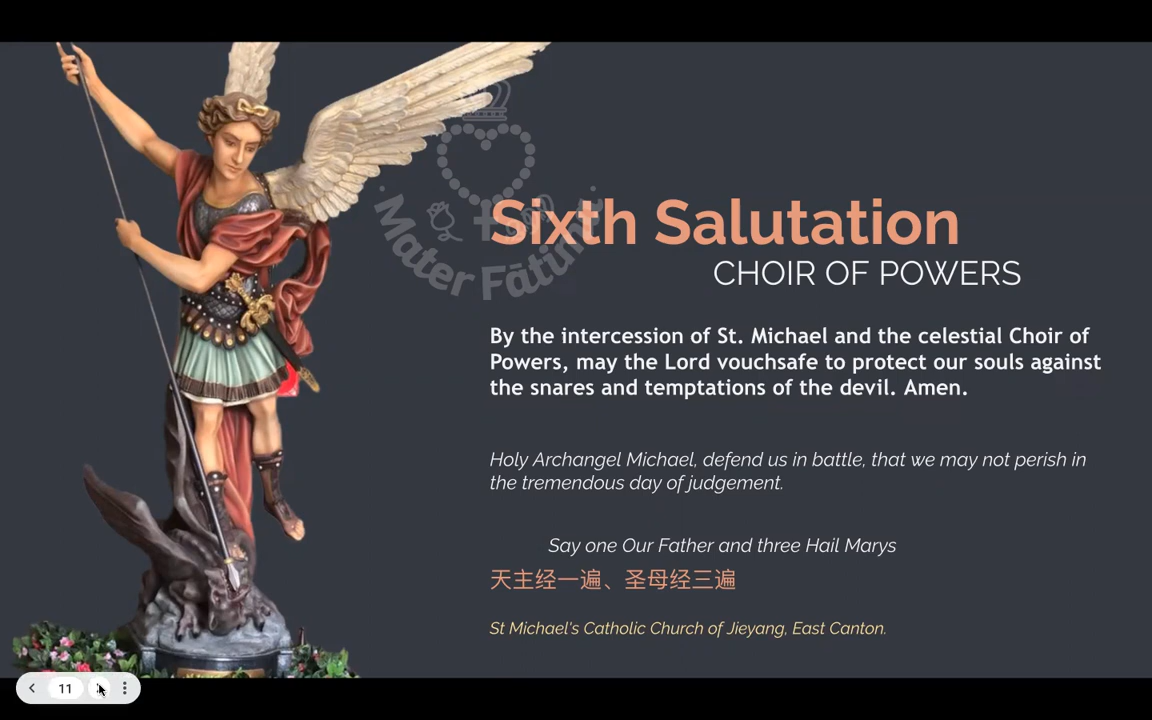 Mater Fātima
Sixth Salutation
CHOIR OF POWERS
By the intercession of St. Michael and the celestial Choir of
Powers, may the Lord vouchsafe to protect our souls against
the snares and temptations of the devil. Amen.
Holy Archangel Michael, defend us in battle, that we may not perish in
the tremendous day of judgement.
Say one Our Father and three Hail Marys
天主经一遍、圣母经三遍
St Michael's Catholic Church of Jieyang, East Canton.
11